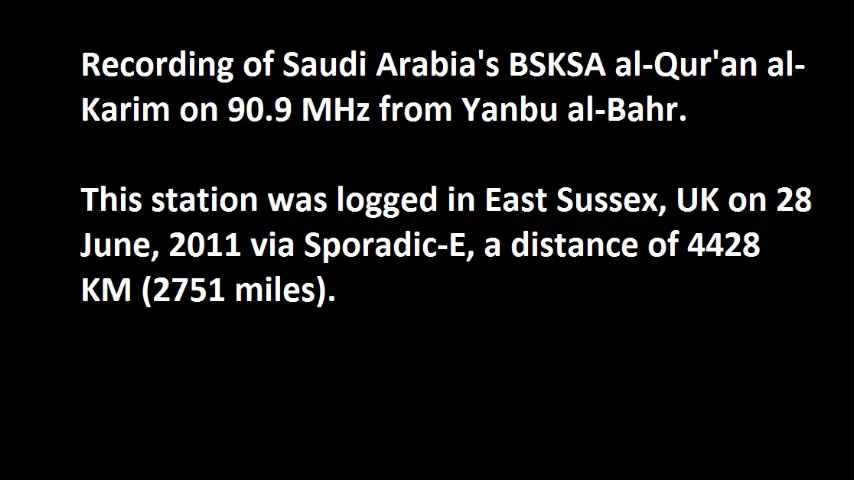 Recording of Saudi Arabia's BSKSA al-Qur'an al-
Karim on 90.9 MHz from Yanbu al-Bahr.
This station was logged in East Sussex, UK on 28
June, 2011 via Sporadic-E, a distance of 4428
KM (2751 miles).